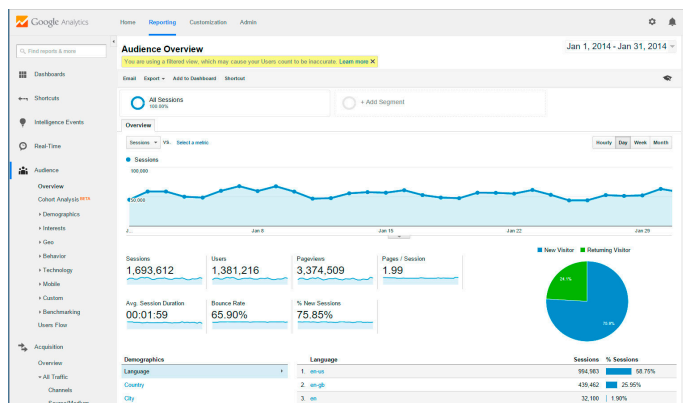 Google Analytics
Home Reporting Customization Admin
Find reports & more
Dashboards
Shortcuts
Intelligence Events
Real-Time
Audience
Overview
Cohort Analysis BETA
Demographics
Interests
Geo
Behavior
Technology
Mobile
Custom
Benchmarking
Users Flow
Acquisition
Overview
All Traffic
Channels
Source/Medium
Audience Overview
Jan 1, 2014 - Jan 31, 2014
You are using a filtered view, which may cause your Users count to be inaccurate. Learn more X
Email Export Add to Dashboard Shortcut
All Sessions
100.00%
+ Add Segment
Overview
Sessions VS. Select a metric
Hourly Day Week Month
Sessions
100,000
50,000
J... Jan 8 Jan 15 Jan 22 Jan 29
New Visitor Returning Visitor
Sessions
1,693,612
Users
1,381,216
Pageviews
3,374,509
Pages / Session
1.99
Avg. Session Duration
00:01:59
Bounce Rate
65.90%
% New Sessions
75.85%
24.1%
75.9%
Demographics
Language
Country
City
Language Sessions % Sessions
1. en-us 994,983 58.75%
2. en-gb 439,462 25.95%
3. en 32,100 1.90%